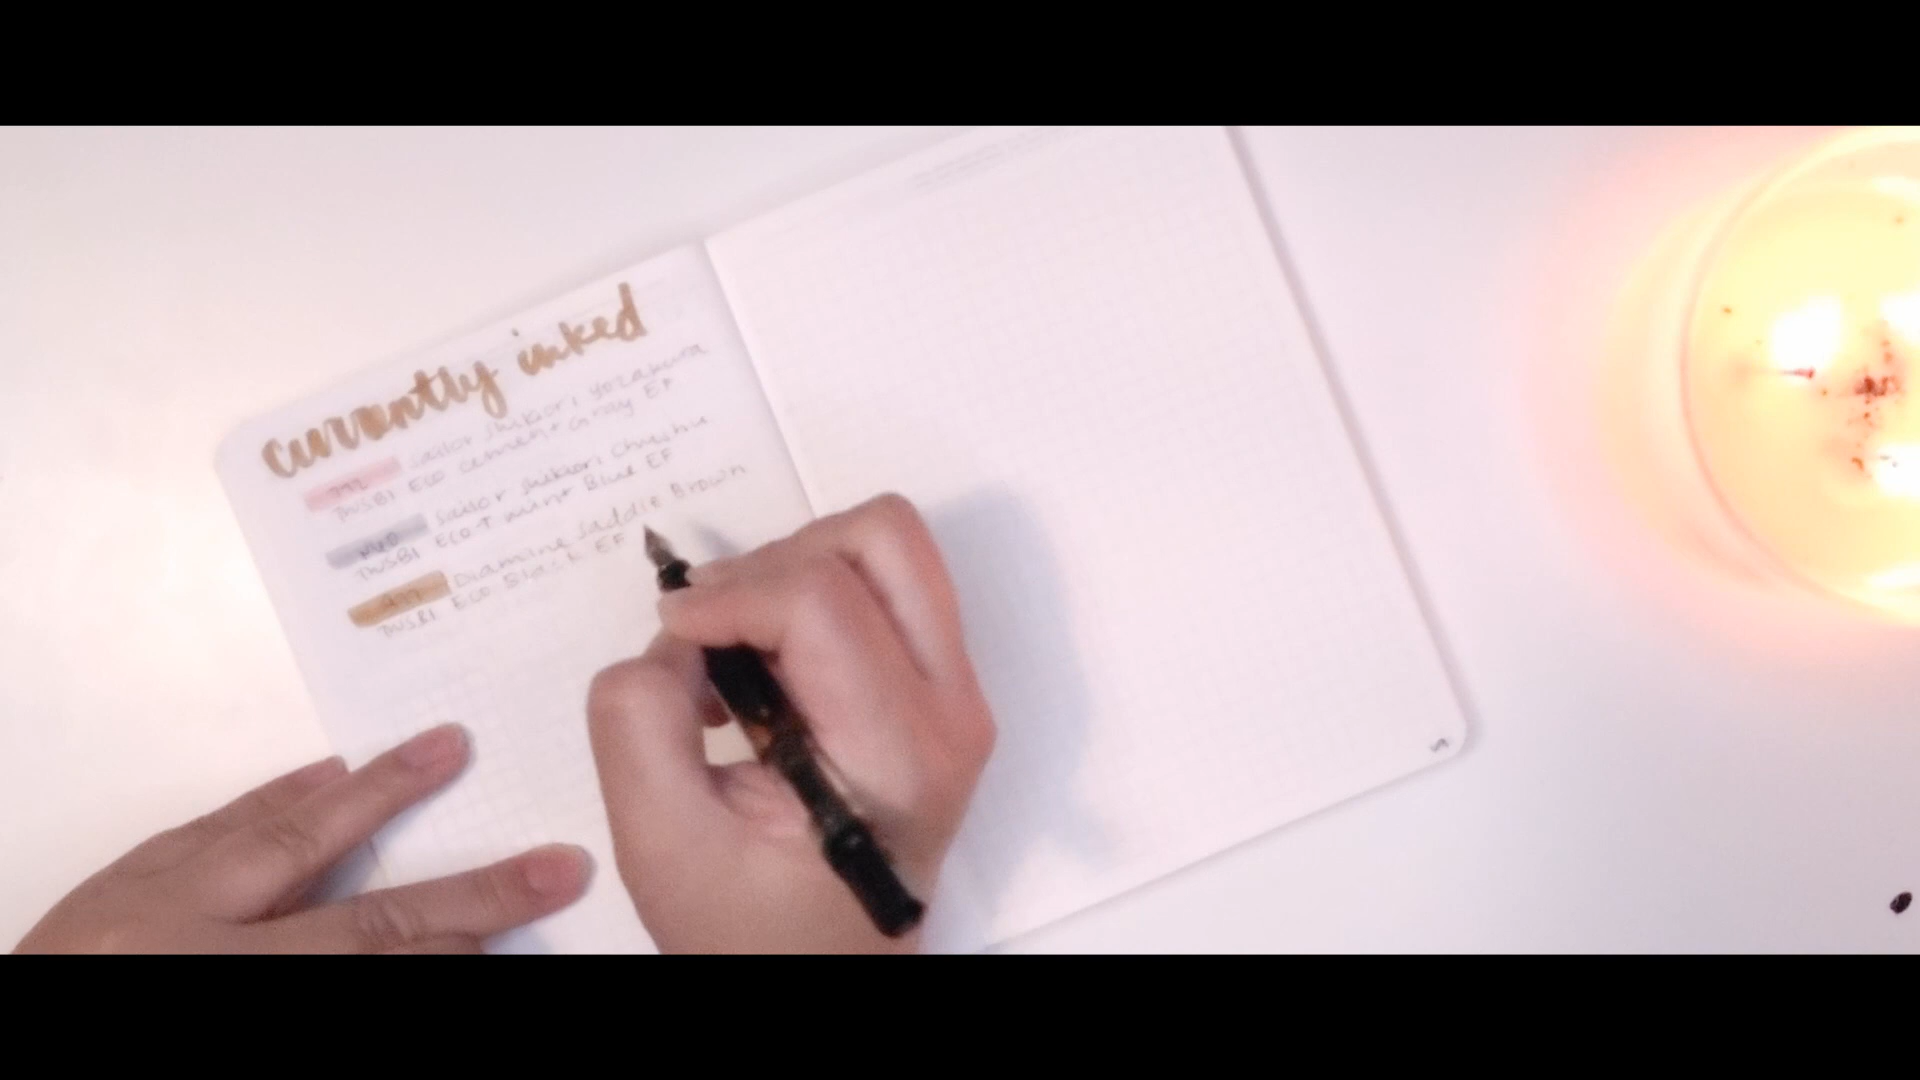 currently inked
Sailor Shikiori Yozakura
TWSBI ECO Cement Gray EF
Sailor Shikiori Chushu
TWSBI ECO-T Mint Blue EF
Diamine Saddle Brown
TWSBI ECO Black EF